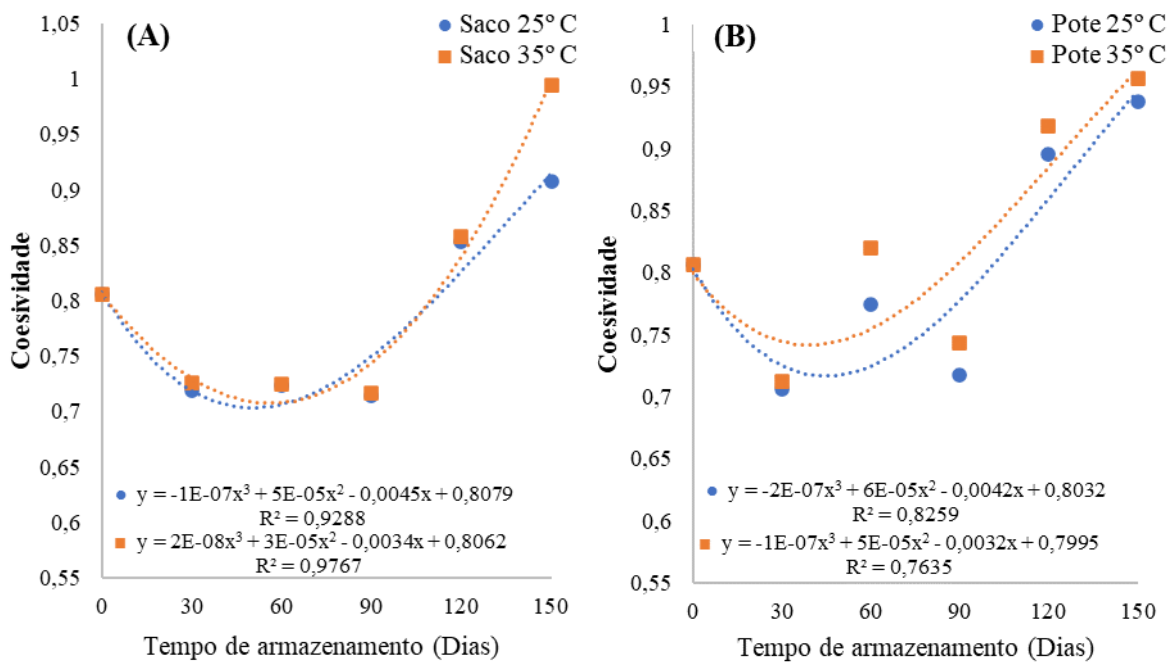 (A)
Saco 25º C
Saco 35º C
Coesividade
1,05
1
0,95
0,9
0,85
0,8
0,75
0,7
0,65
0,6
0,55
y = -1E-07x³ + 5E-05x² - 0,0045x + 0,8079
R² = 0,9288
y = 2E-08x³ + 3E-05x² - 0,0034x + 0,8062
R² = 0,9767
0 30 60 90 120 150
Tempo de armazenamento (Dias)
(B)
Pote 25º C
Pote 35º C
Coesividade
1
0,95
0,9
0,85
0,8
0,75
0,7
0,65
0,6
0,55
y = -2E-07x³ + 6E-05x² - 0,0042x + 0,8032
R² = 0,8259
y = -1E-07x³ + 5E-05x² - 0,0032x + 0,7995
R² = 0,7635
0 30 60 90 120 150
Tempo de armazenamento (Dias)